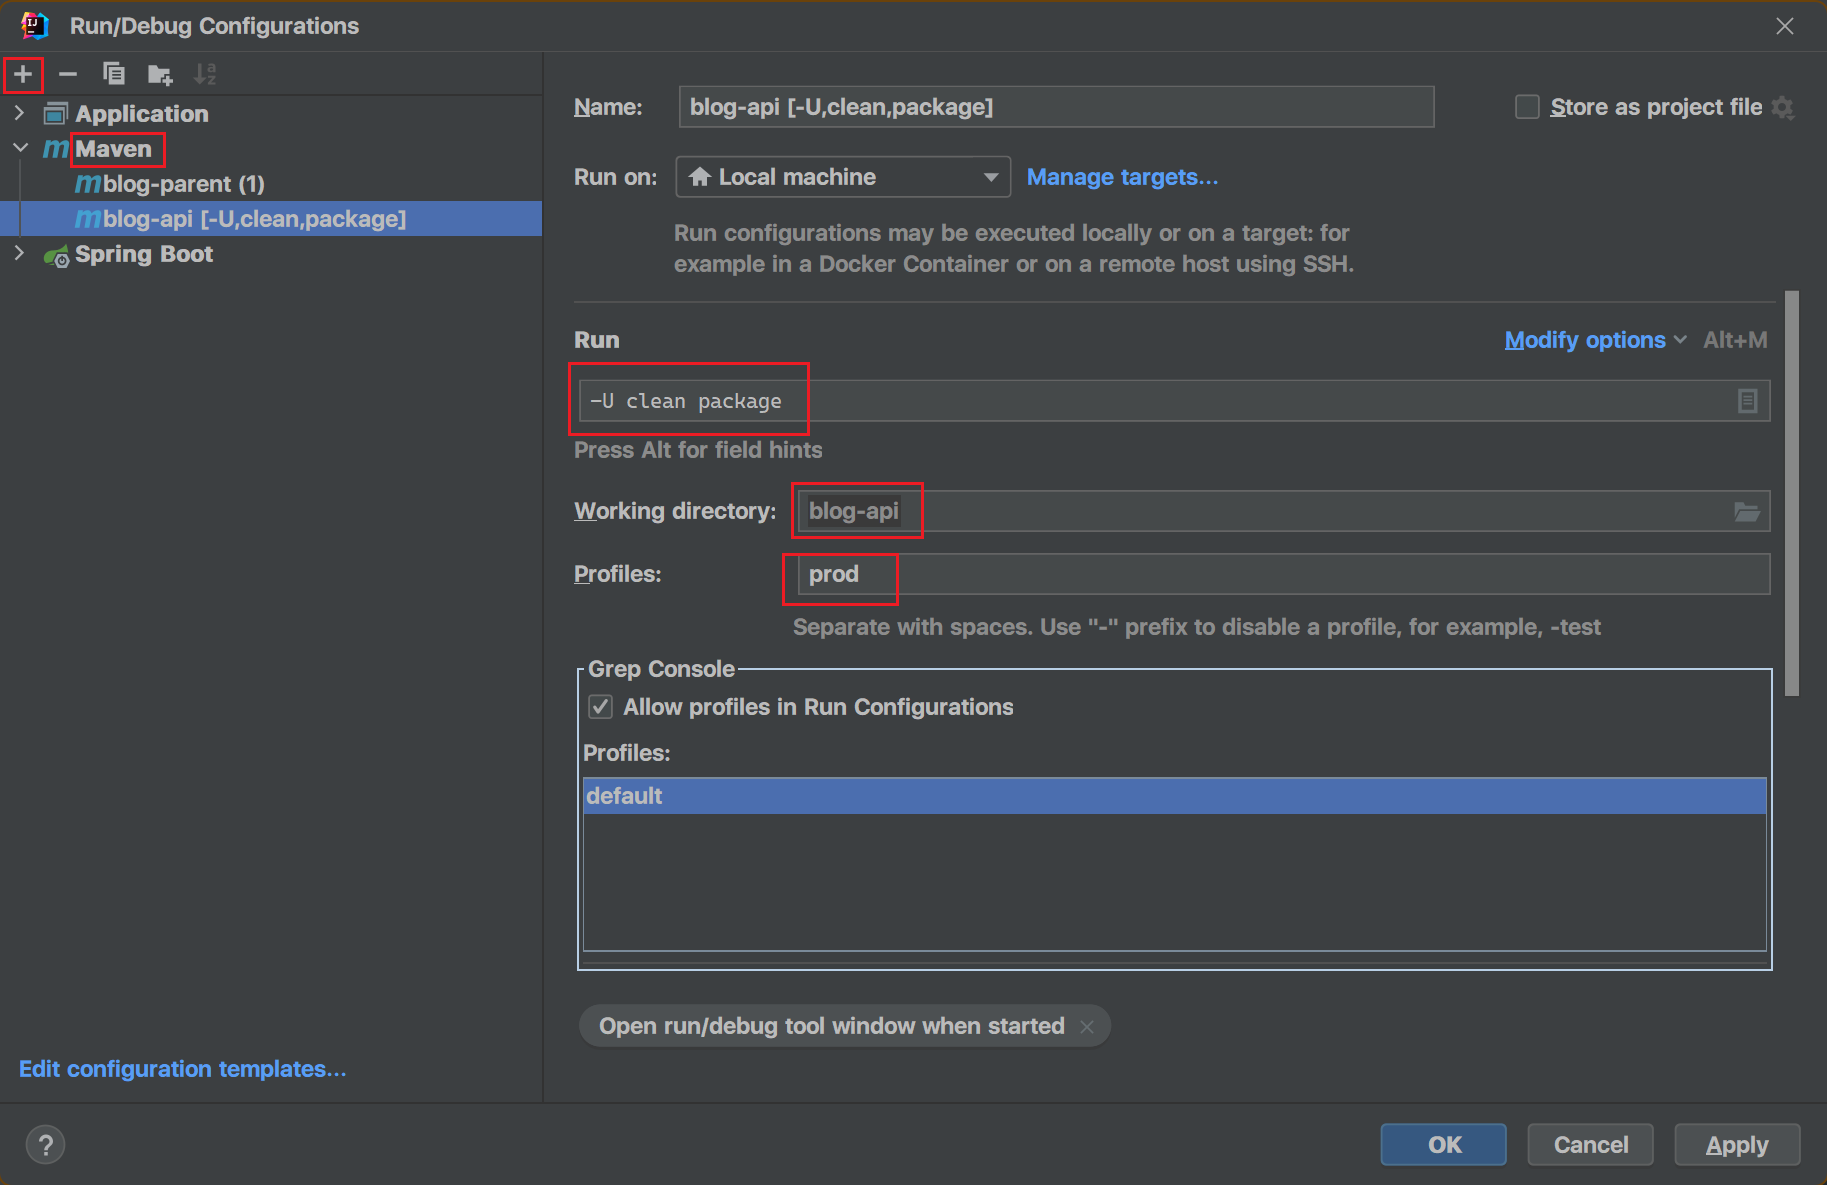 Run/Debug Configurations
Application
Maven
blog-parent (1)
blog-api [-U,clean,package]
Spring Boot
Edit configuration templates...
Name: blog-api [-U,clean,package] Store as project file
Run on: Local machine Manage targets...
Run configurations may be executed locally or on a target: for
example in a Docker Container or on a remote host using SSH.
Run Modify options Alt+M
-U clean package
Press Alt for field hints
Working directory: blog-api
Profiles: prod
Separate with spaces. Use "-" prefix to disable a profile, for example, -test
Grep Console
Allow profiles in Run Configurations
Profiles:
default
Open run/debug tool window when started
? OK Cancel Apply